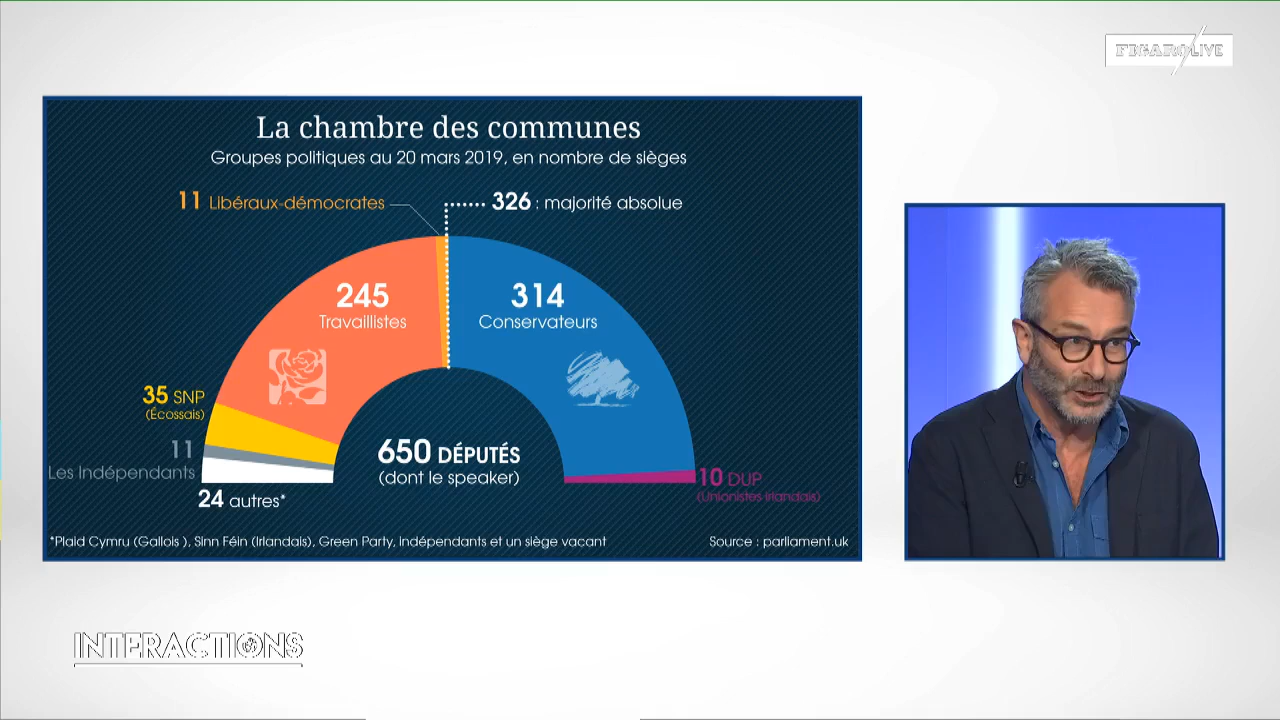 FIGARO LIVE
La chambre des communes
Groupes politiques au 20 mars 2019, en nombre de sièges
11 Libéraux-démocrates
326 : majorité absolue
245
Travaillistes
314
Conservateurs
35 SNP
(Écossais)
11
Les Indépendants
24 autres*
650 DÉPUTÉS
(dont le speaker)
10 DUP
(Unionistes irlandais)
*Plaid Cymru (Gallois ), Sinn Féin (Irlandais), Green Party, Indépendants et un siège vacant
Source : parliament.uk
INTERACTIONS